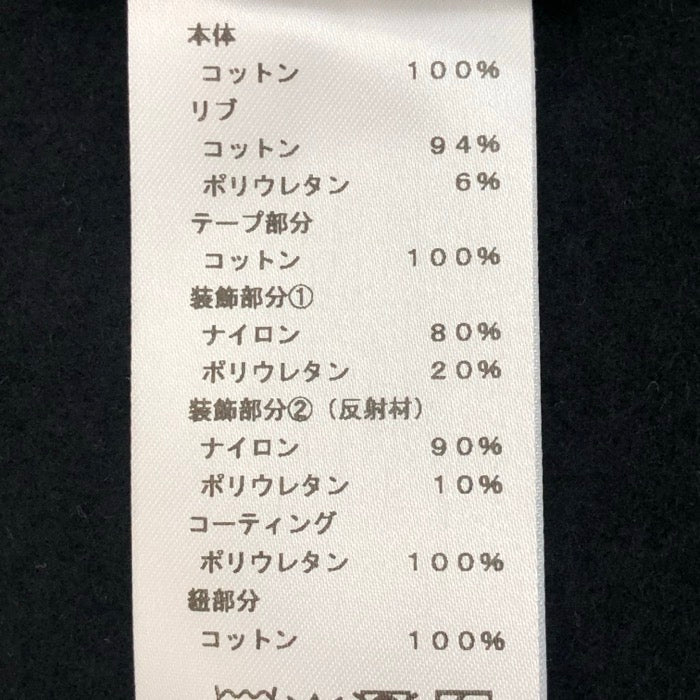 本体
コットン 100%
リブ
コットン 94%
ポリウレタン 6%
テープ部分
コットン 100%
装飾部分①
ナイロン 80%
ポリウレタン 20%
装飾部分②（反射材）
ナイロン 90%
ポリウレタン 10%
コーティング
ポリウレタン 100%
紐部分
コットン 100%